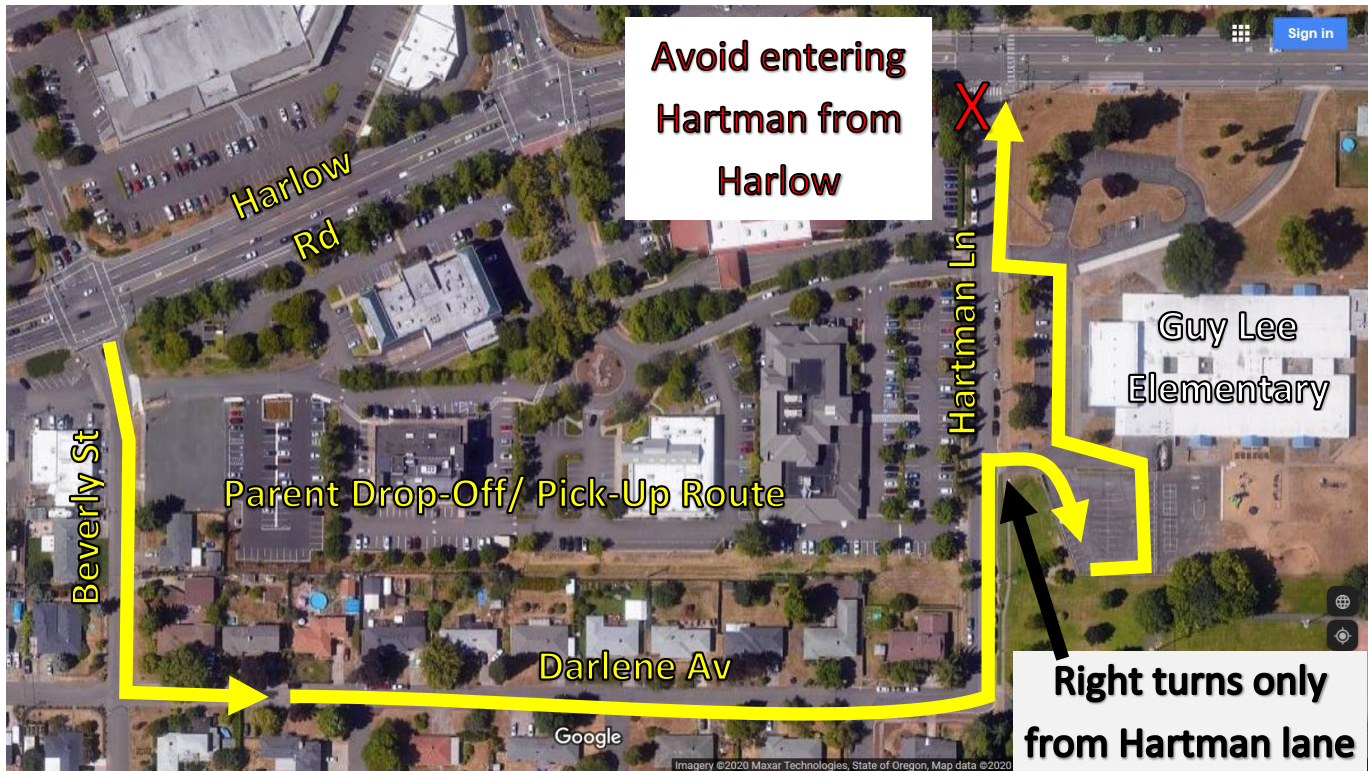 Avoid entering
Hartman from
Harlow
Sign in
X
Harlow
Rd
Hartman Ln
Guy Lee
Elementary
Beverly St
Parent Drop-Off/ Pick-Up Route
Darlene Av
Right turns only
from Hartman lane
Google
Imagery ©2020 Maxar Technologies, State of Oregon, Map data ©2020